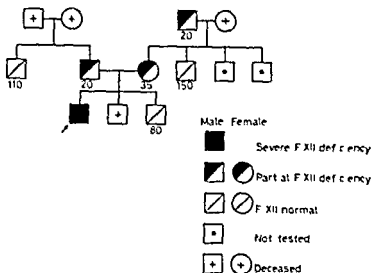 20
110 20 35 150
80
Male Female
Severe F XII def c ency
Part al F XII def c ency
F XII normal
Not tested
Deceased